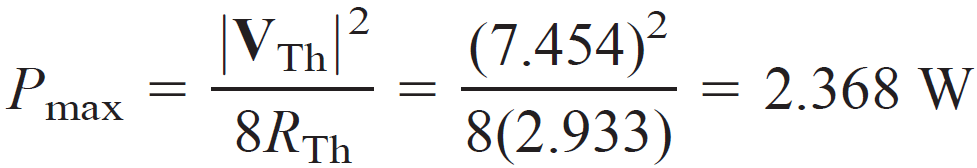 P_max = |V_Th|^2 / 8R_Th = (7.454)^2 / 8(2.933) = 2.368 W